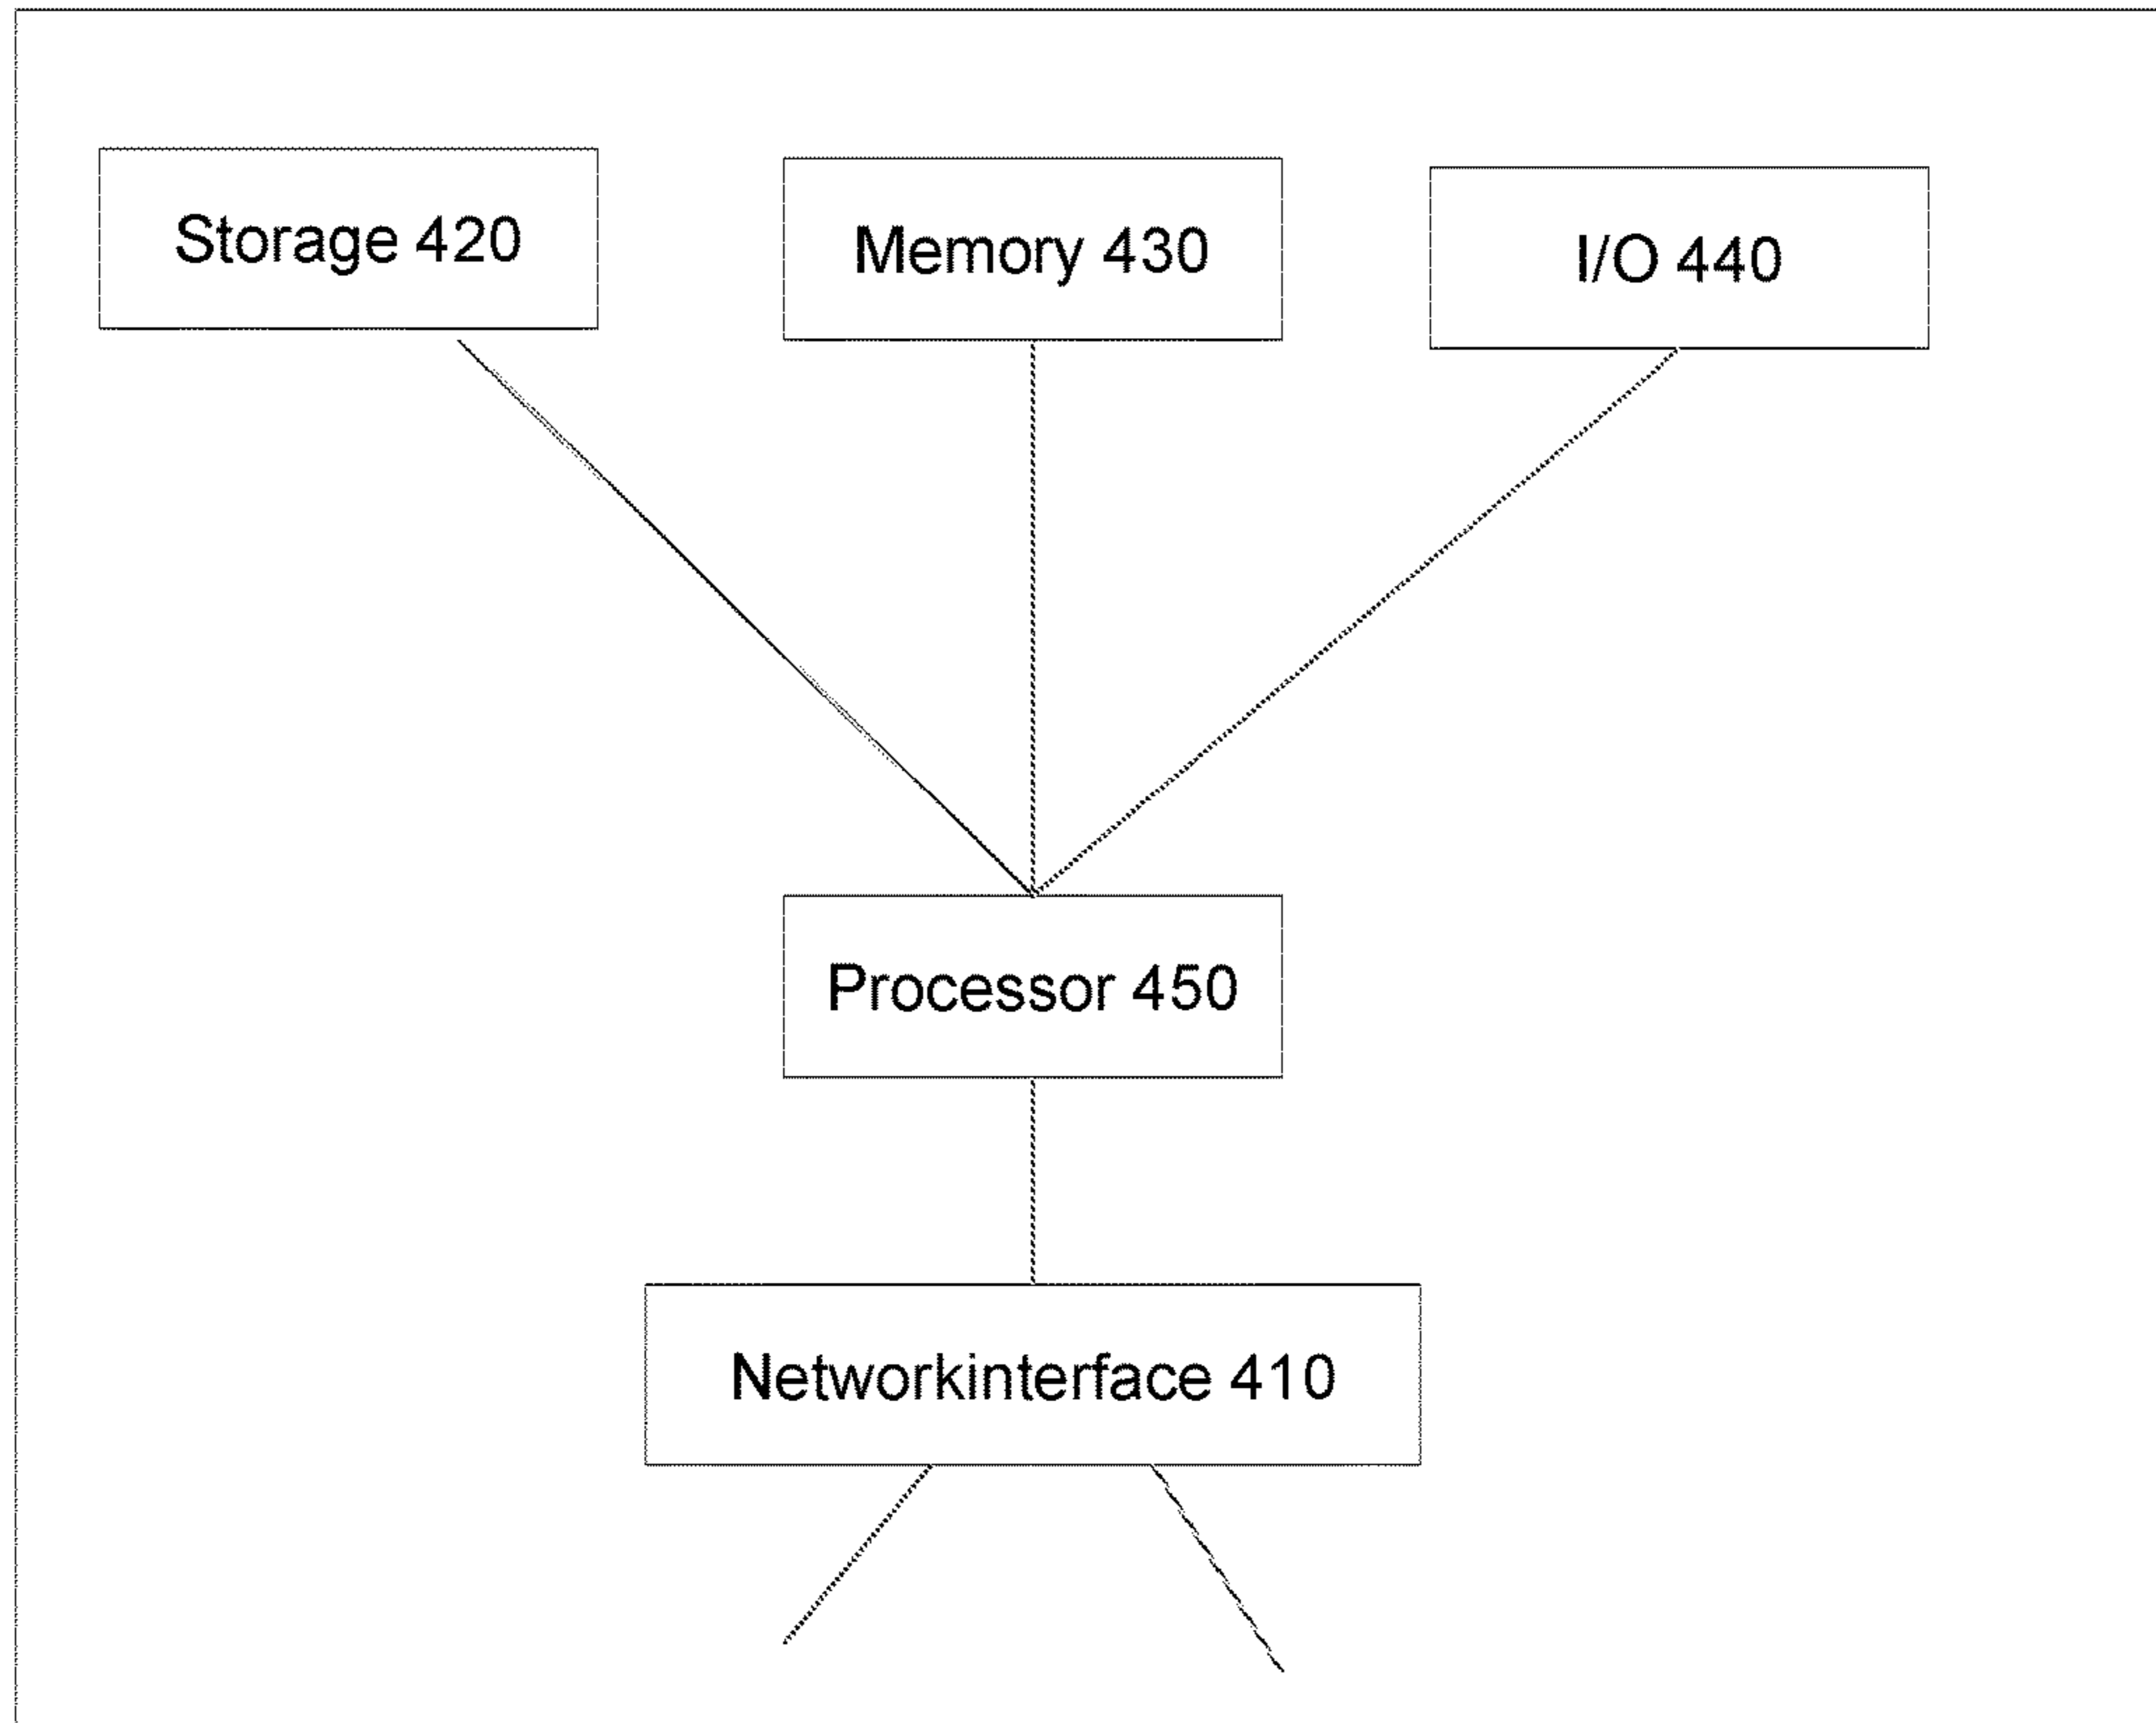 Storage 420
Memory 430
I/O 440
Processor 450
Networkinterface 410